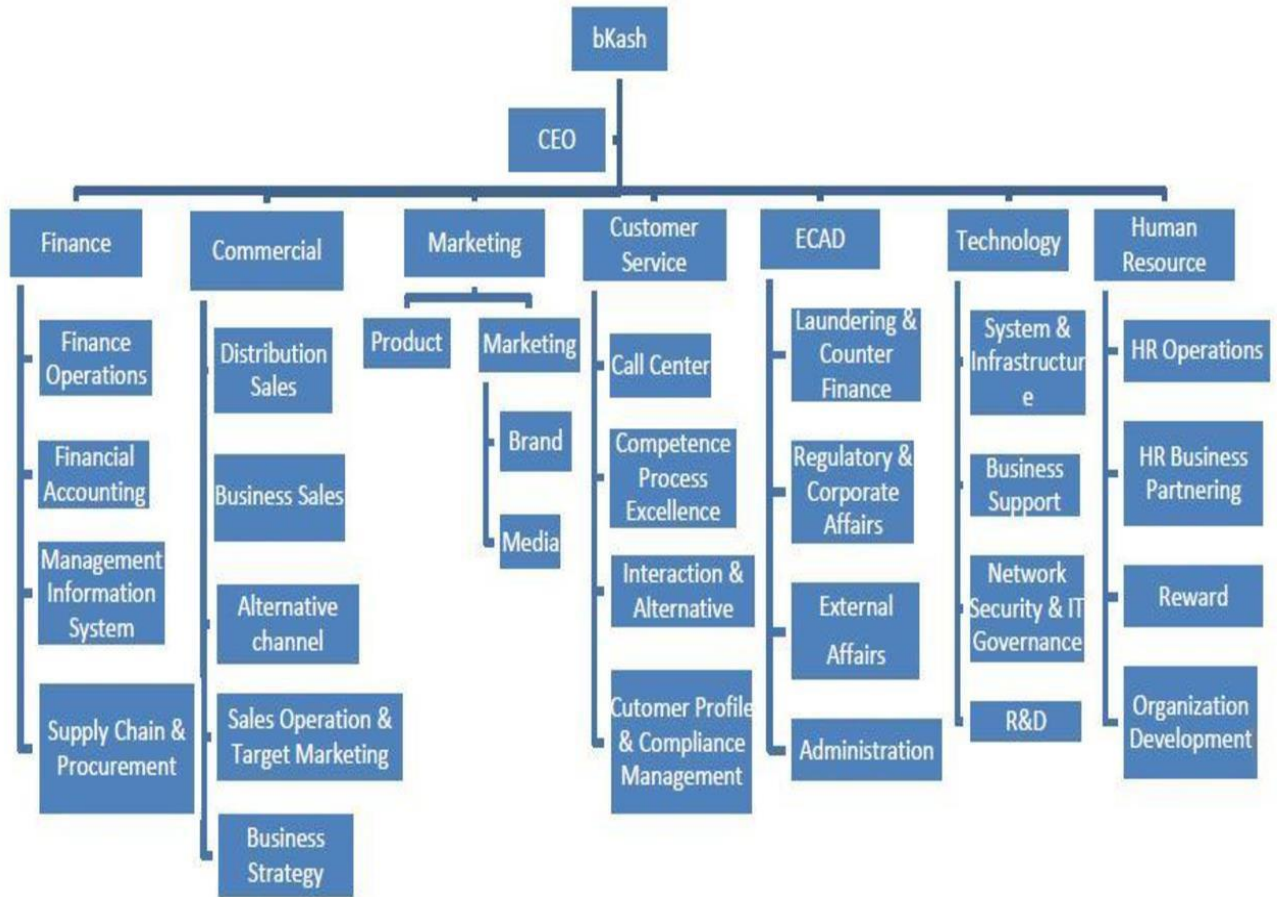 bKash
CEO
Finance
Commercial
Marketing
Customer
Service
ECAD
Technology
Human
Resource
Finance
Operations
Financial
Accounting
Management
Information
System
Supply Chain &
Procurement
Distribution
Sales
Business Sales
Alternative
channel
Sales Operation &
Target Marketing
Business
Strategy
Product
Marketing
Brand
Media
Call Center
Competence
Process
Excellence
Interaction &
Alternative
Cutomer Profile
& Compliance
Management
Laundering &
Counter
Finance
Regulatory &
Corporate
Affairs
External
Affairs
Administration
System &
Infrastructur
e
Business
Support
Network
Security & IT
Governance
R&D
HR Operations
HR Business
Partnering
Reward
Organization
Development